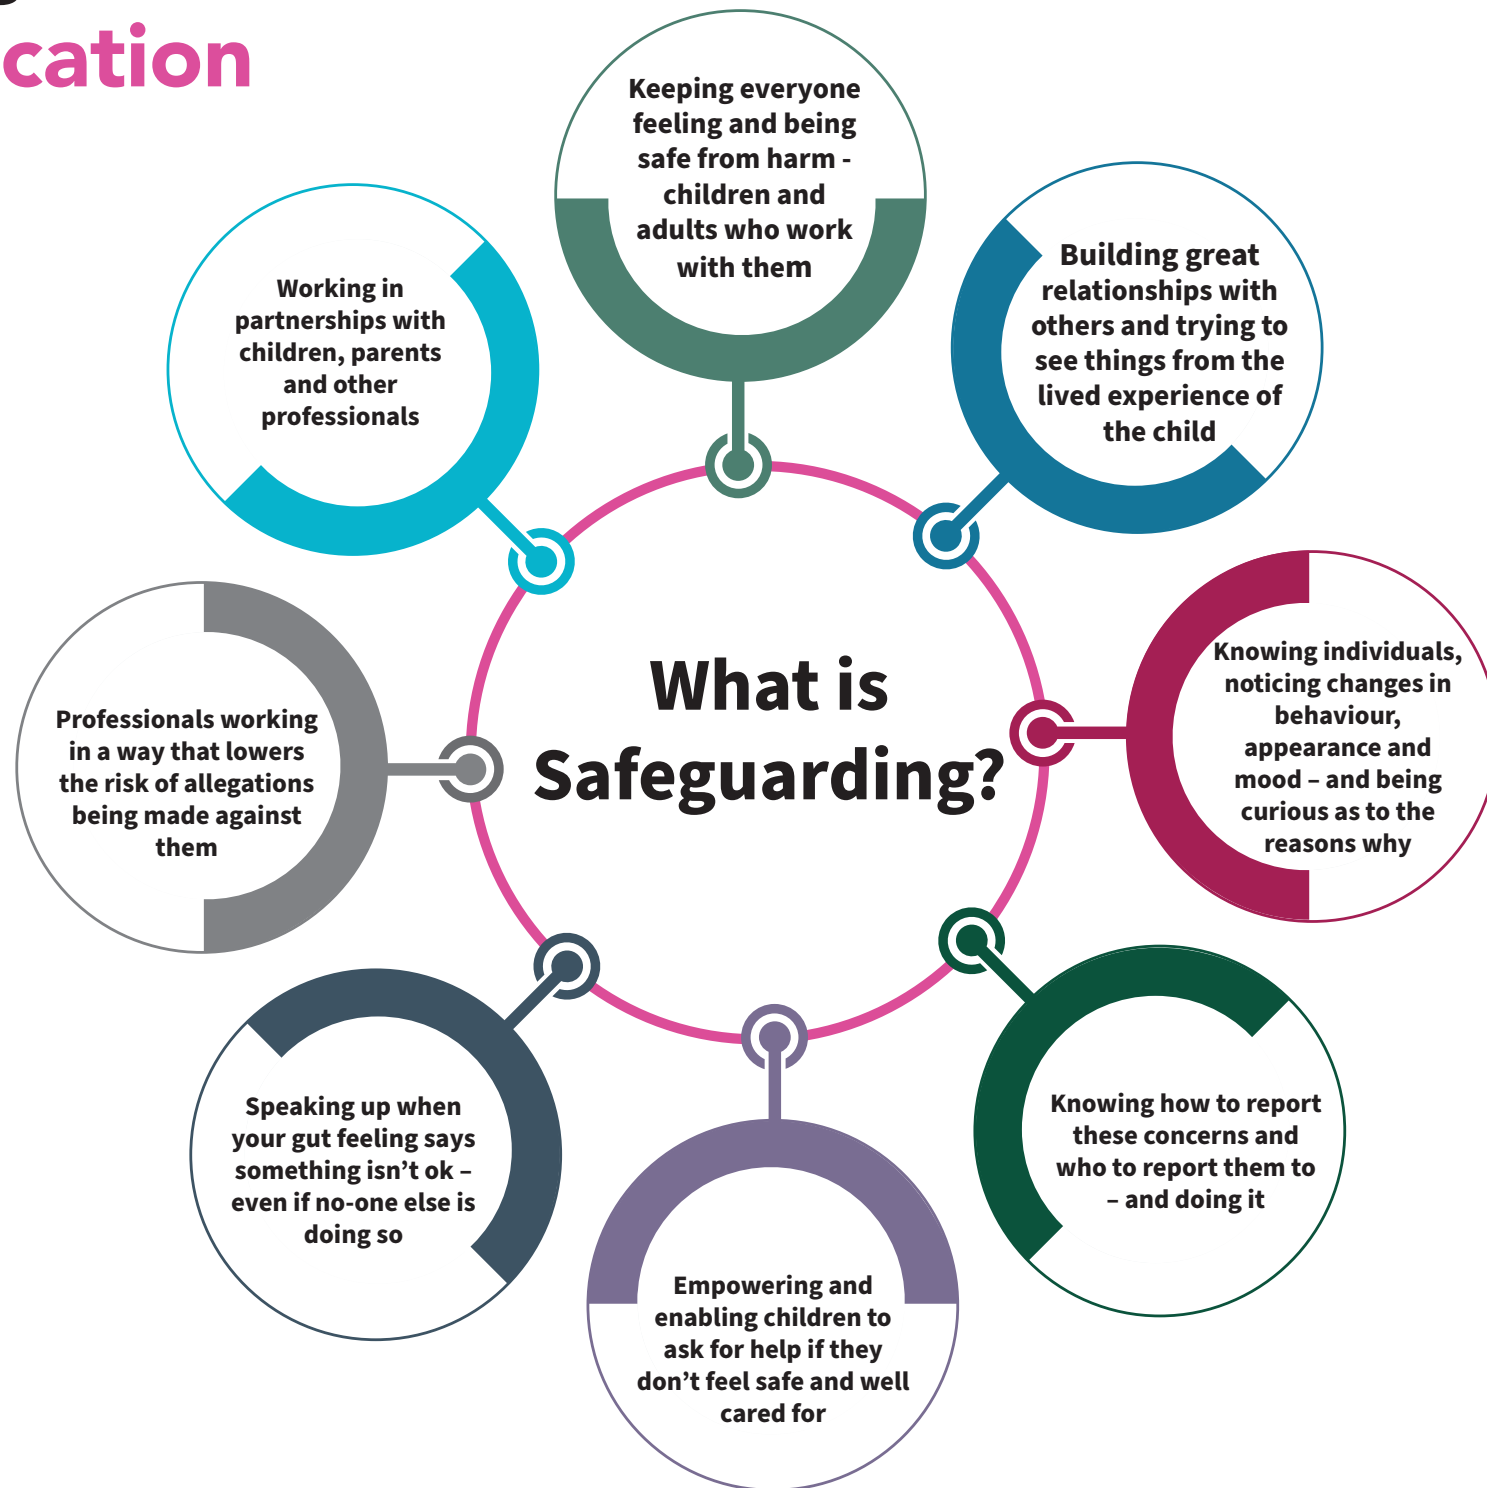 cation
Keeping everyone
feeling and being
safe from harm -
children and
adults who work
with them
Building great
relationships with
others and trying to
see things from the
lived experience of
the child
Knowing individuals,
noticing changes in
behaviour,
appearance and
mood – and being
curious as to the
reasons why
Knowing how to report
these concerns and
who to report them to
– and doing it
Empowering and
enabling children to
ask for help if they
don’t feel safe and well
cared for
Speaking up when
your gut feeling says
something isn’t ok –
even if no-one else is
doing so
Professionals working
in a way that lowers
the risk of allegations
being made against
them
Working in
partnerships with
children, parents
and other
professionals
What is
Safeguarding?